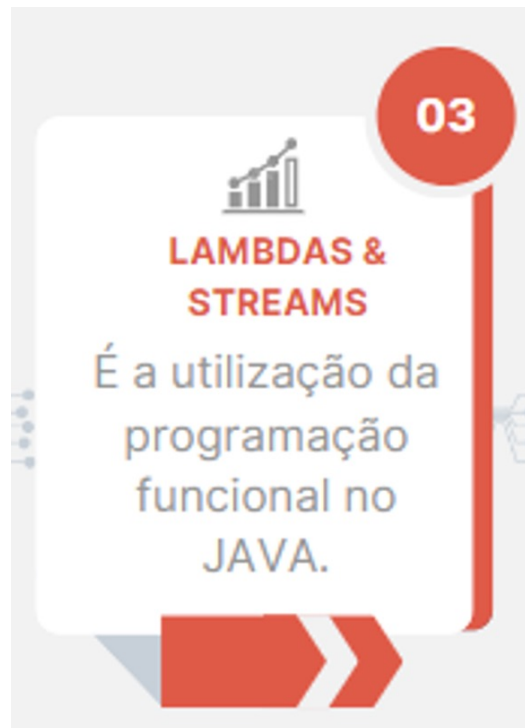 03
LAMBDAS &
STREAMS
É a utilização da
programação
funcional no
JAVA.